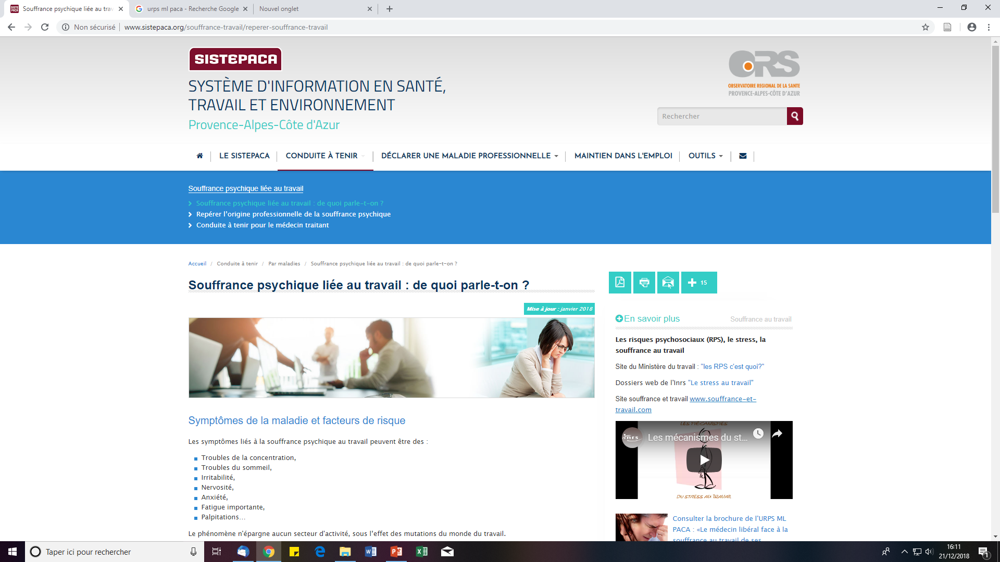 Souffrance psychique liée au trav
urps ml paca - Recherche Google
Nouvel onglet
Non sécurisé
www.sistepaca.org/souffrance-travail/reperer-souffrance-travail
SISTEPACA
SYSTÈME D'INFORMATION EN SANTÉ,
TRAVAIL ET ENVIRONNEMENT
Provence-Alpes-Côte d'Azur
ORS
OBSERVATOIRE REGIONAL DE LA SANTE
PROVENCE-ALPES-CÔTE D'AZUR
Rechercher
LE SISTEPACA
CONDUITE À TENIR
DÉCLARER UNE MALADIE PROFESSIONNELLE
MAINTIEN DANS L'EMPLOI
OUTILS
Souffrance psychique liée au travail
Souffrance psychique liée au travail : de quoi parle-t-on ?
Repérer l'origine professionnelle de la souffrance psychique
Conduite à tenir pour le médecin traitant
Accueil / Conduite à tenir / Par maladies / Souffrance psychique liée au travail : de quoi parle-t-on ?
Souffrance psychique liée au travail : de quoi parle-t-on ?
Mise à jour : janvier 2018
Symptômes de la maladie et facteurs de risque
Les symptômes liés à la souffrance psychique au travail peuvent être des :
Troubles de la concentration,
Troubles du sommeil,
Irritabilité,
Nervosité,
Anxiété,
Fatigue importante,
Palpitations...
Le phénomène n'épargne aucun secteur d'activité, sous l'effet des mutations du monde du travail.
15
En savoir plus
Souffrance au travail
Les risques psychosociaux (RPS), le stress, la
souffrance au travail
Site du Ministère du travail : "les RPS c'est quoi?"
Dossiers web de l'Inrs "Le stress au travail"
Site souffrance et travail www.souffrance-et-
travail.com
LES MÉCANISMES
inrs
Les mécanismes du st...
DU STRESS AU TRAVAIL
Consulter la brochure de l'URPS ML
PACA : «Le médecin libéral face à la
souffrance au travail de ses
Taper ici pour rechercher
16:11
21/12/2018
1